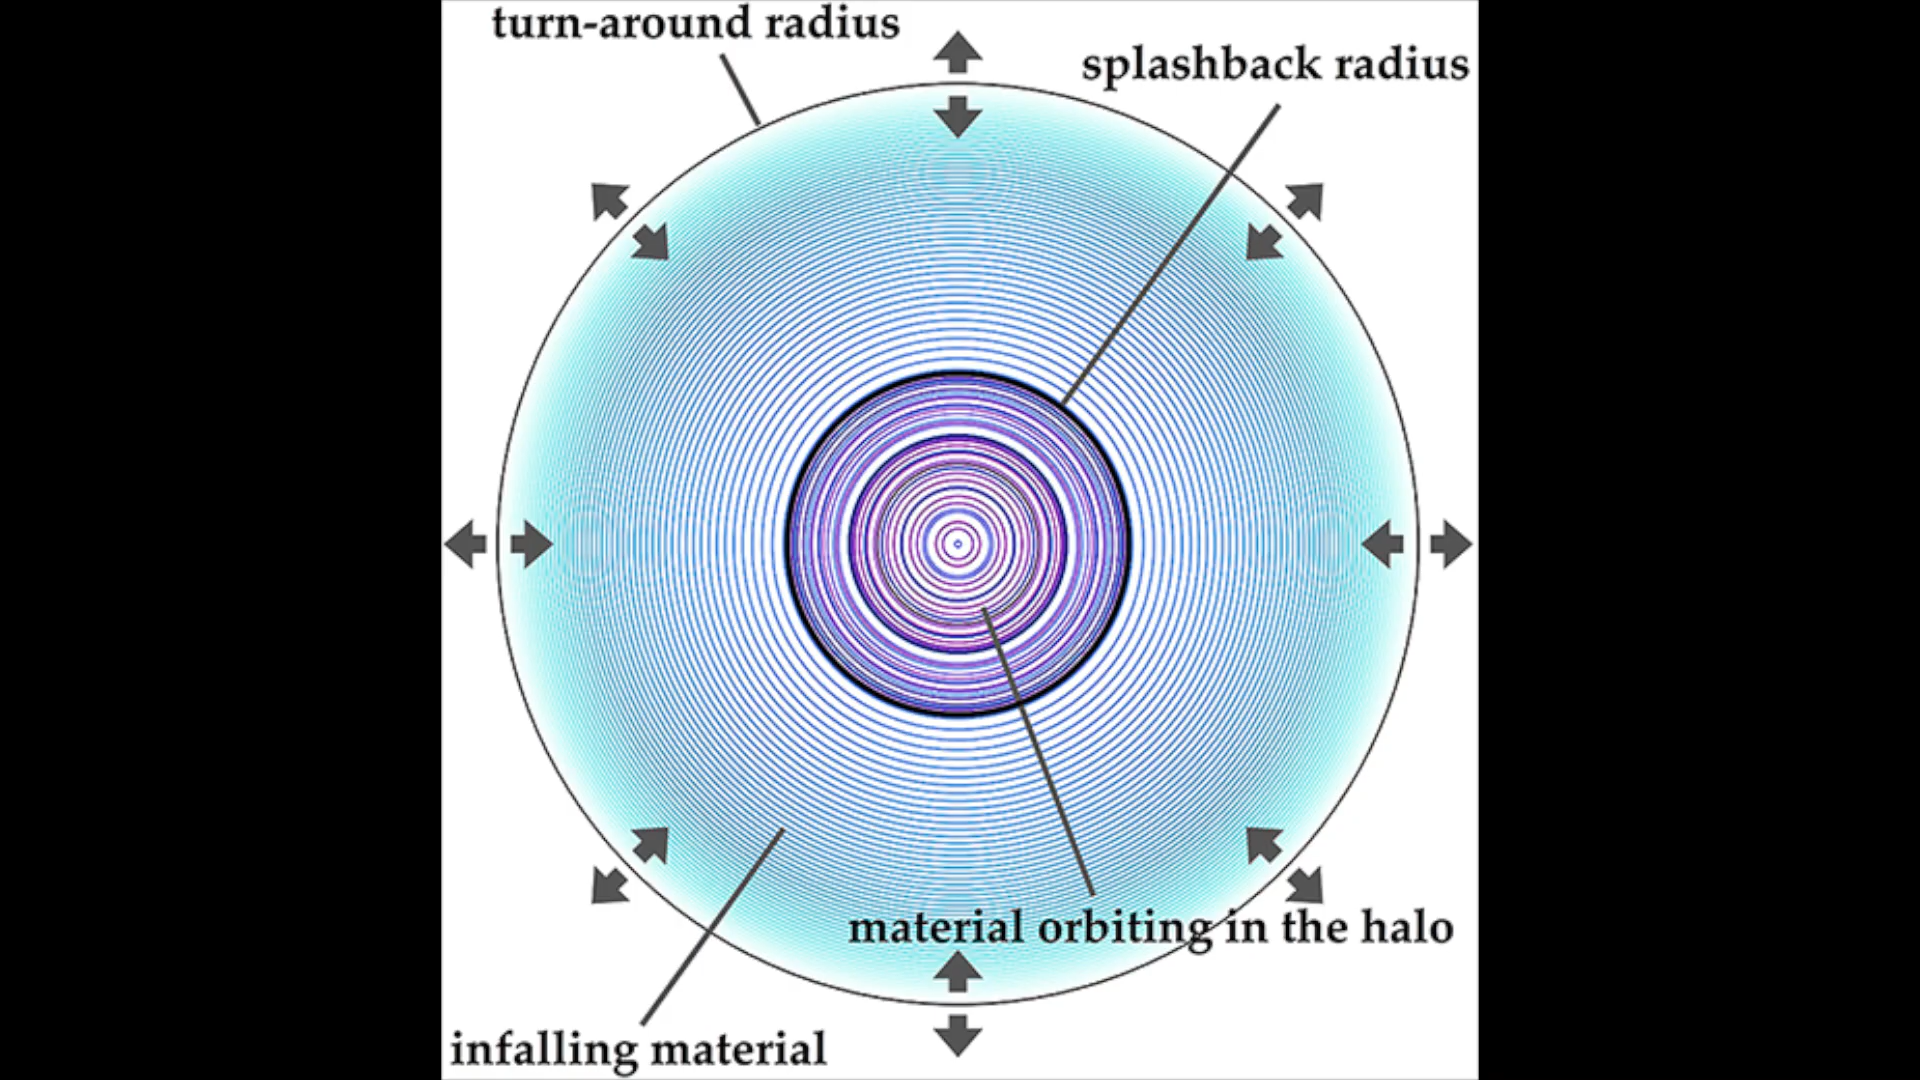 turn-around radius
splashback radius
material orbiting in the halo
infalling material